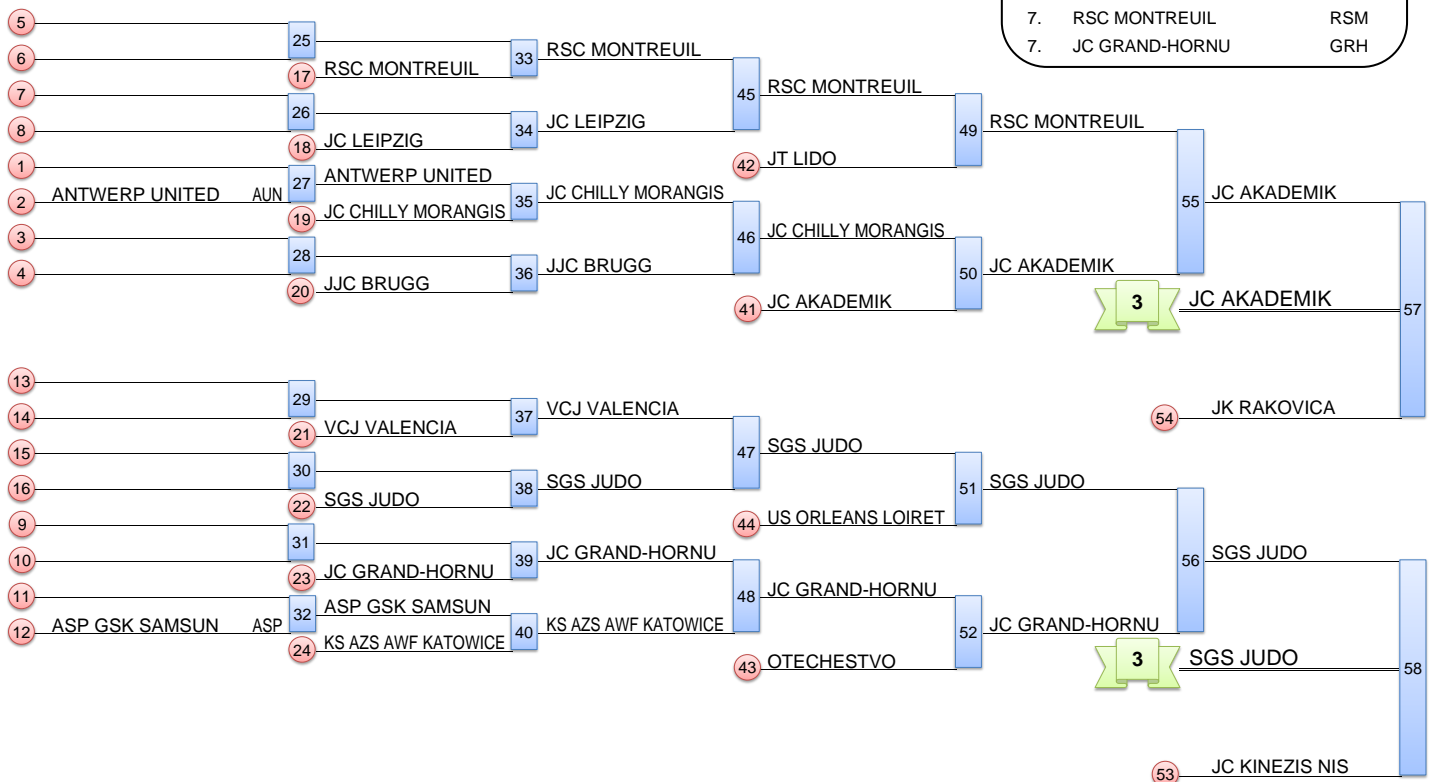 7. RSC MONTREUIL RSM
7. JC GRAND-HORNU GRH
5
25
6
33 RSC MONTREUIL
17 RSC MONTREUIL
7
45 RSC MONTREUIL
26
8
34 JC LEIPZIG
49 RSC MONTREUIL
18 JC LEIPZIG
1
42 JT LIDO
27 ANTWERP UNITED
2 ANTWERP UNITED AUN
35 JC CHILLY MORANGIS
55 JC AKADEMIK
19 JC CHILLY MORANGIS
3
46 JC CHILLY MORANGIS
28
4
36 JJC BRUGG
50 JC AKADEMIK
20 JJC BRUGG
41 JC AKADEMIK
3 JC AKADEMIK
57
13
29
14
37 VCJ VALENCIA
54 JK RAKOVICA
21 VCJ VALENCIA
15
47 SGS JUDO
30
16
38 SGS JUDO
51 SGS JUDO
22 SGS JUDO
9
44 US ORLEANS LOIRET
31
10
39 JC GRAND-HORNU
56 SGS JUDO
23 JC GRAND-HORNU
11
48 JC GRAND-HORNU
32 ASP GSK SAMSUN
12 ASP GSK SAMSUN ASP
40 KS AZS AWF KATOWICE
52 JC GRAND-HORNU
24 KS AZS AWF KATOWICE
43 OTECHESTVO
3 SGS JUDO
58
53 JC KINEZIS NIS